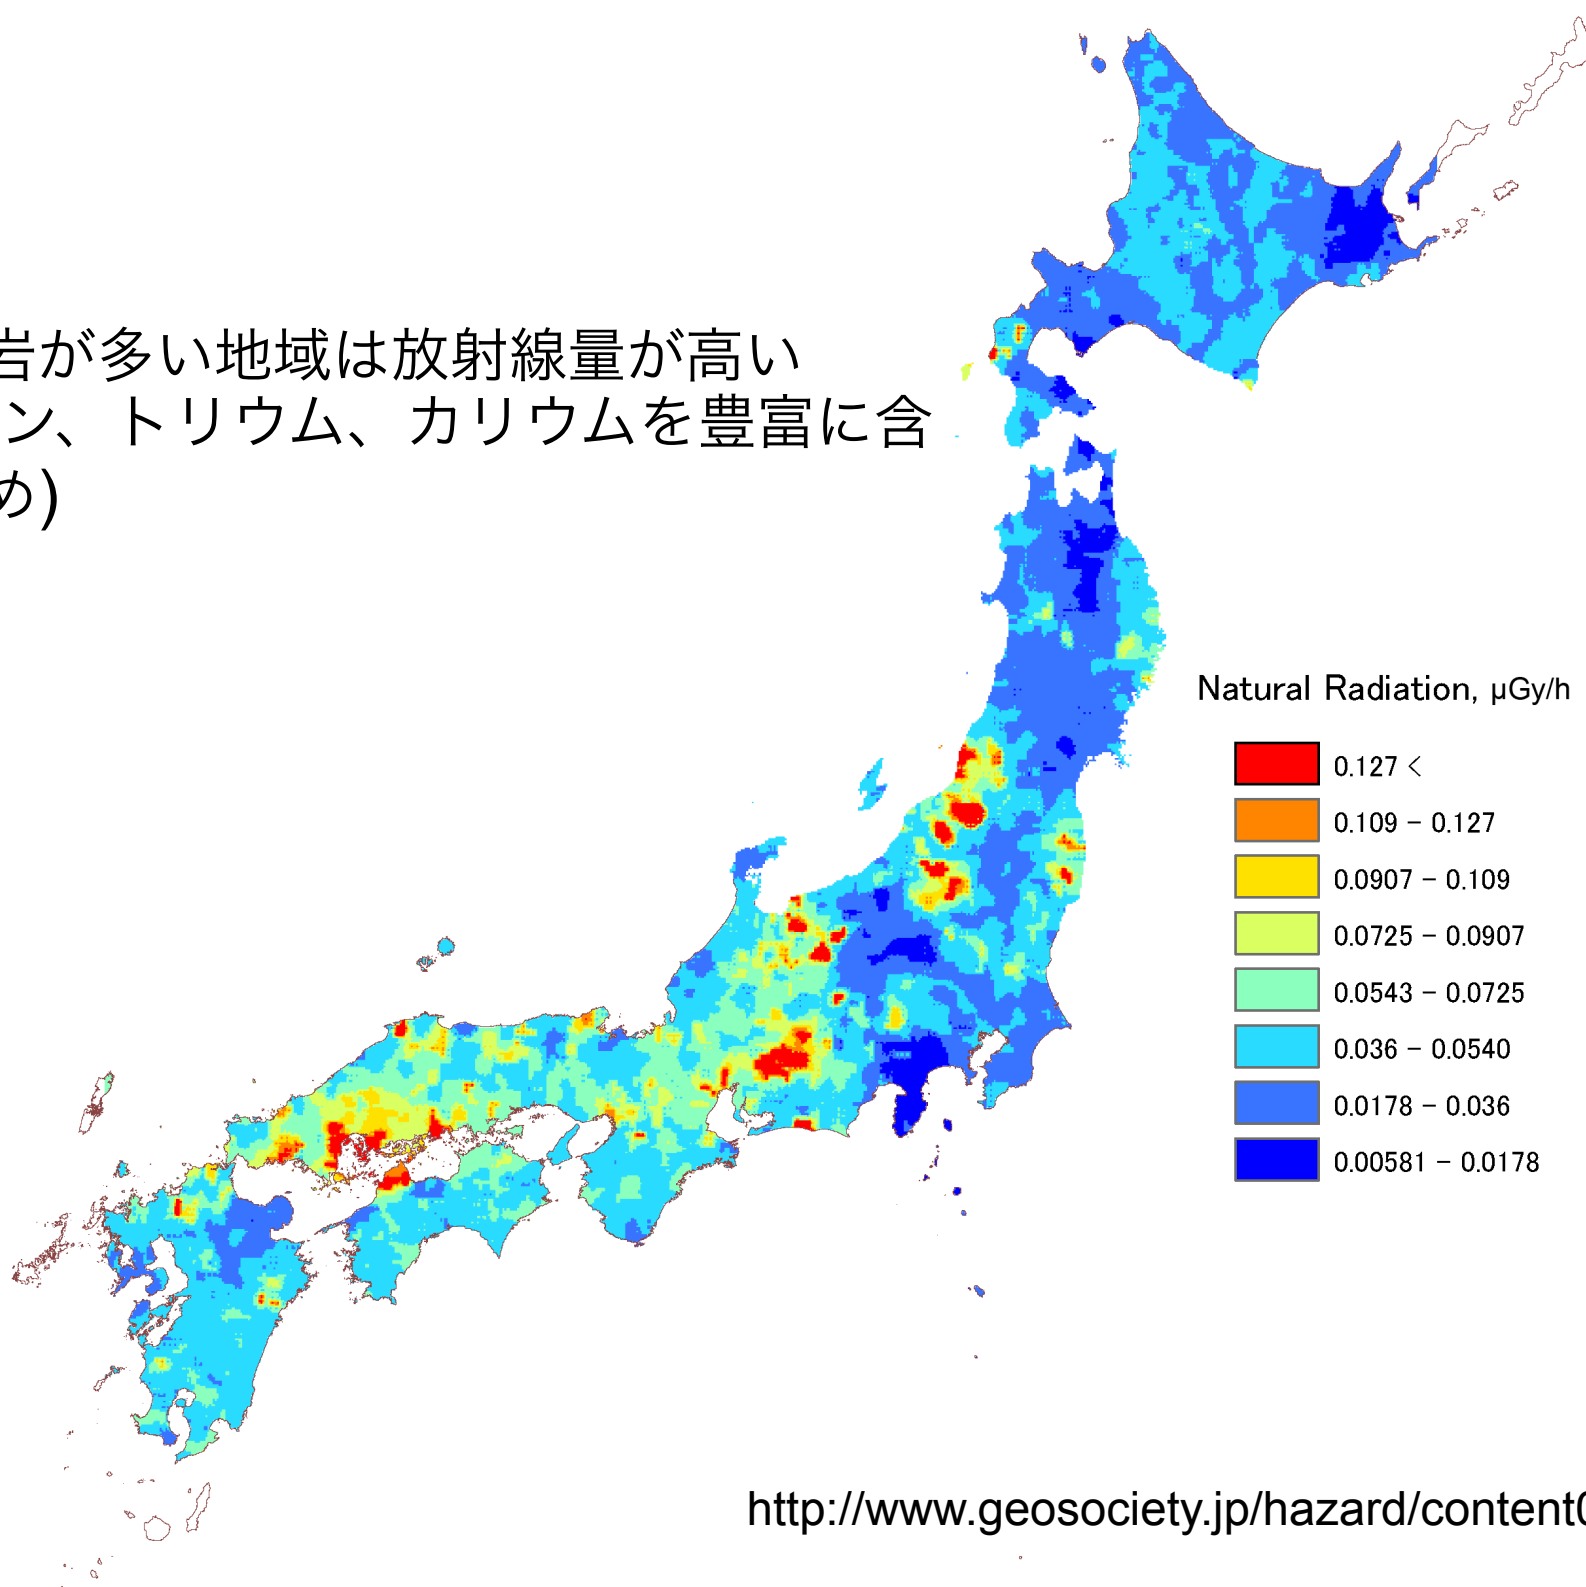 岩が多い地域は放射線量が高い
ン、トリウム、カリウムを豊富に含
め)
Natural Radiation, μGy/h
0.127 <
0.109 − 0.127
0.0907 − 0.109
0.0725 − 0.0907
0.0543 − 0.0725
0.036 − 0.0540
0.0178 − 0.036
0.00581 − 0.0178
http://www.geosociety.jp/hazard/content0